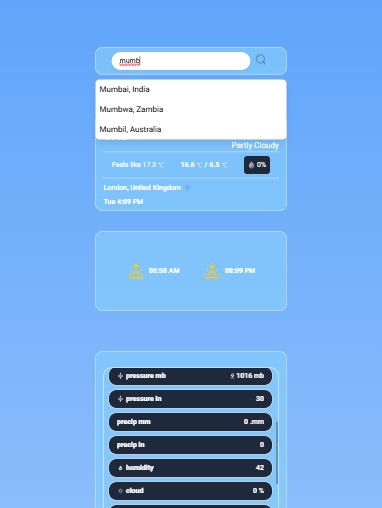 mumb
Mumbai, India
Mumbwa, Zambia
Mumbil, Australia
Partly Cloudy
Feels like 17.3 °C 16.6 °C / 6.5 °C 0%
London, United Kingdom
Tue 4:09 PM
05:50 AM 08:09 PM
pressure mb 1016 mb
pressure in 30
precip mm 0 .mm
precip in 0
humidity 42
cloud 0 %